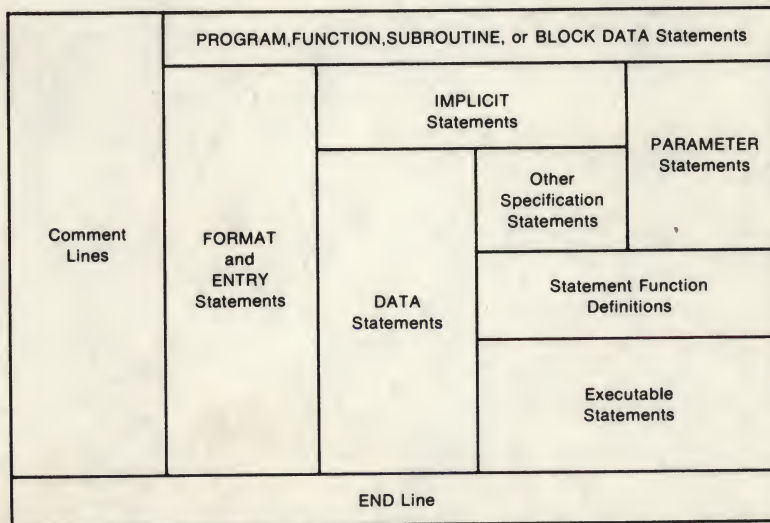 PROGRAM,FUNCTION,SUBROUTINE, or BLOCK DATA Statements
IMPLICIT
Statements
PARAMETER
Statements
Other
Specification
Statements
Comment
Lines
FORMAT
and
ENTRY
Statements
DATA
Statements
Statement Function
Definitions
Executable
Statements
END Line